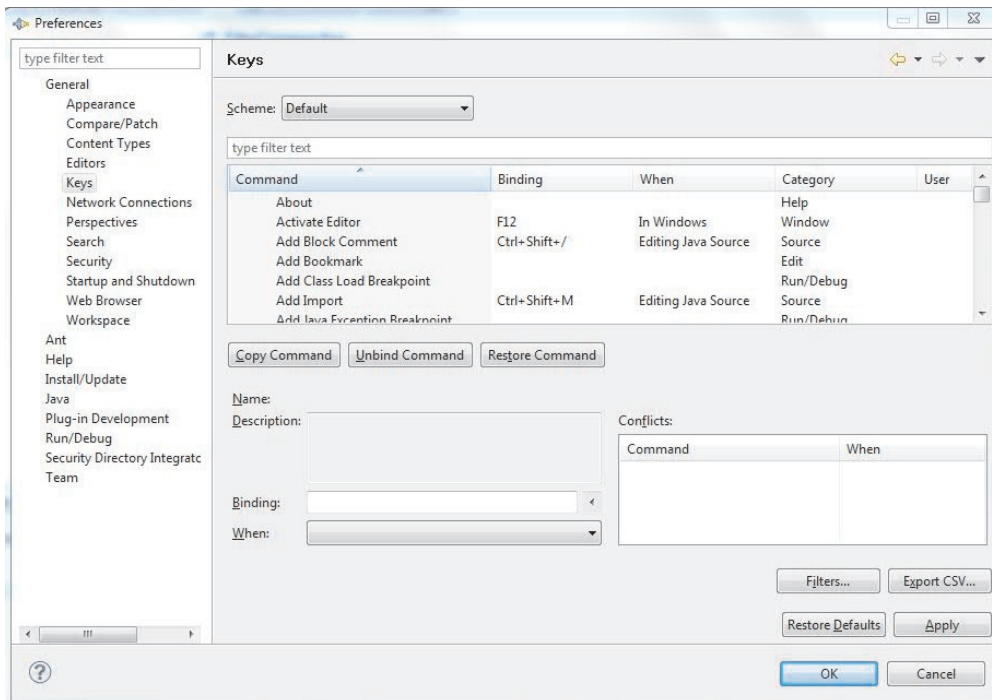 Preferences
type filter text
General
Appearance
Compare/Patch
Content Types
Editors
Keys
Network Connections
Perspectives
Search
Security
Startup and Shutdown
Web Browser
Workspace
Ant
Help
Install/Update
Java
Plug-in Development
Run/Debug
Security Directory Integratc
Team
Keys
Scheme: Default
type filter text
Command Binding When Category User
About Help
Activate Editor F12 In Windows Window
Add Block Comment Ctrl+Shift+/ Editing Java Source Source
Add Bookmark Edit
Add Class Load Breakpoint Run/Debug
Add Import Ctrl+Shift+M Editing Java Source Source
Add Java Exception Breakpoint Run/Debug
Copy Command Unbind Command Restore Command
Name:
Description:
Conflicts:
Command When
Binding:
When:
Filters... Export CSV...
Restore Defaults Apply
OK Cancel